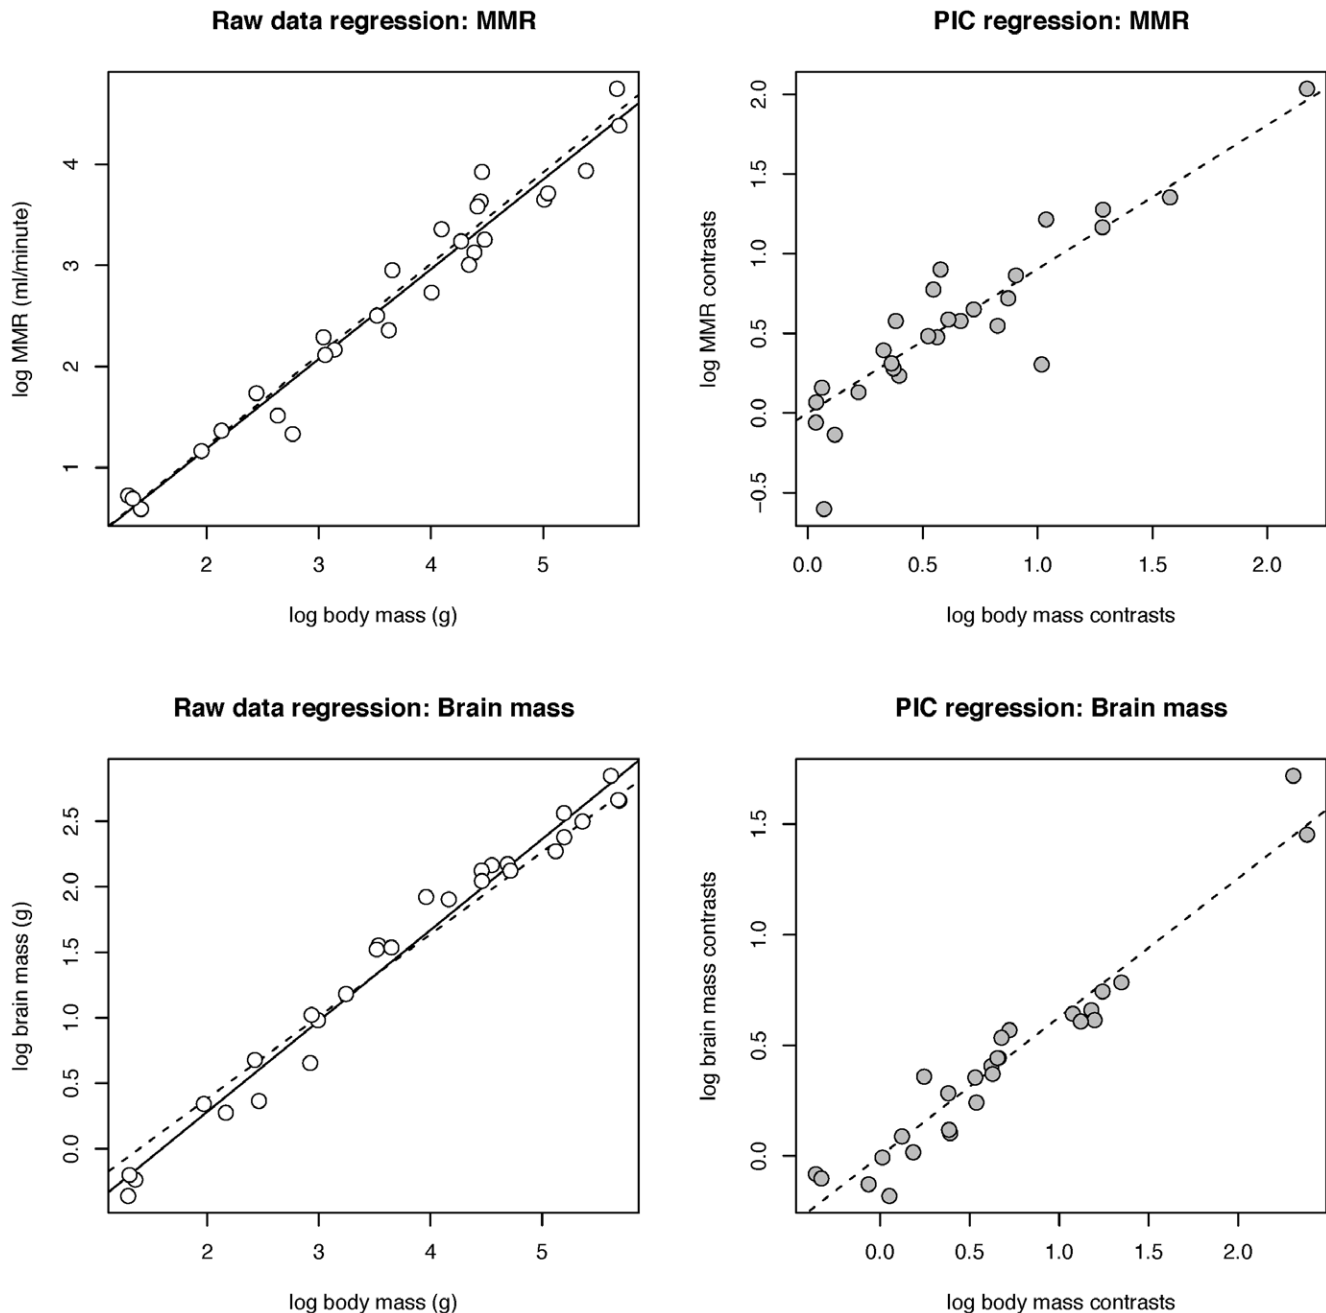 Raw data regression: MMR
log MMR (ml/minute)
4
3
2
1
2 3 4 5
log body mass (g)
PIC regression: MMR
log MMR contrasts
2.0
1.5
1.0
0.5
0.0
−0.5
0.0 0.5 1.0 1.5 2.0
log body mass contrasts
Raw data regression: Brain mass
log brain mass (g)
2.5
2.0
1.5
1.0
0.5
0.0
2 3 4 5
log body mass (g)
PIC regression: Brain mass
log brain mass contrasts
1.5
1.0
0.5
0.0
0.0 0.5 1.0 1.5 2.0
log body mass contrasts